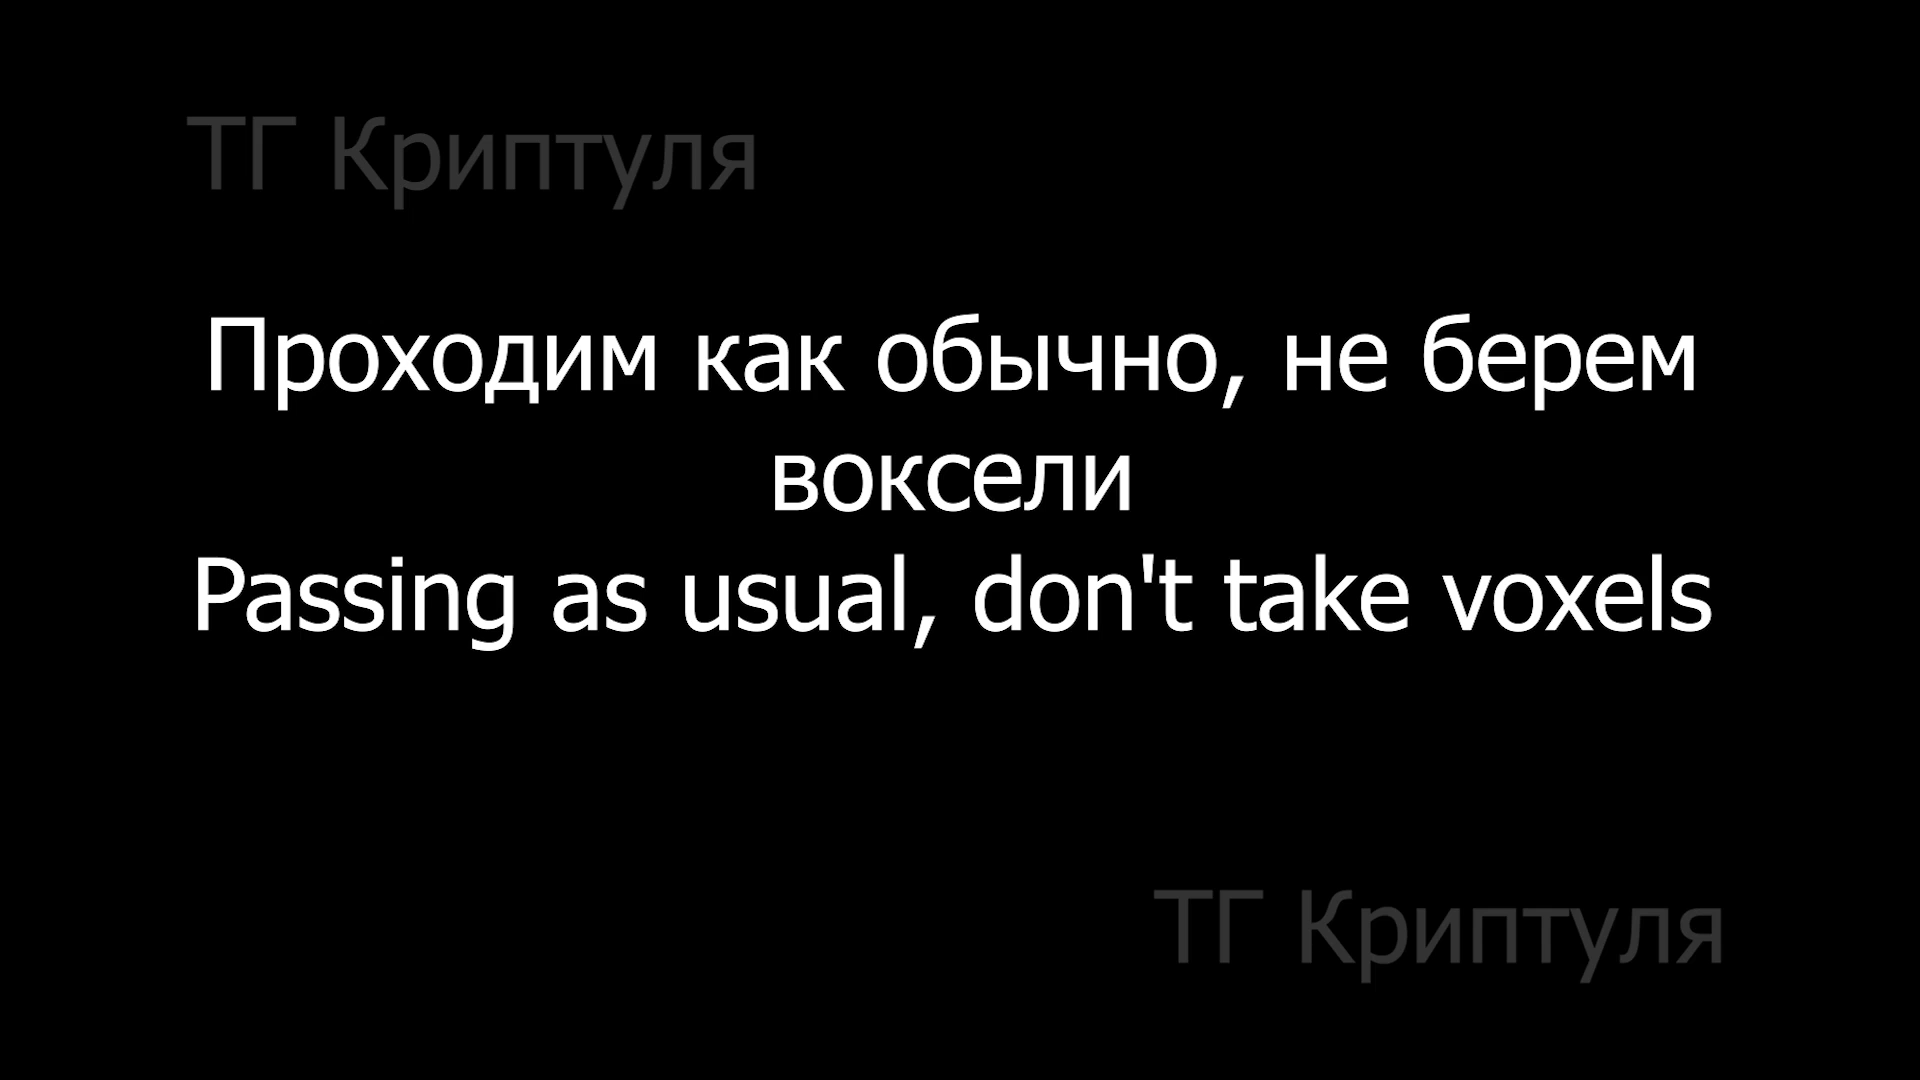 ТГ Криптуля
Проходим как обычно, не берем
воксели
Passing as usual, don't take voxels
ТГ Криптуля